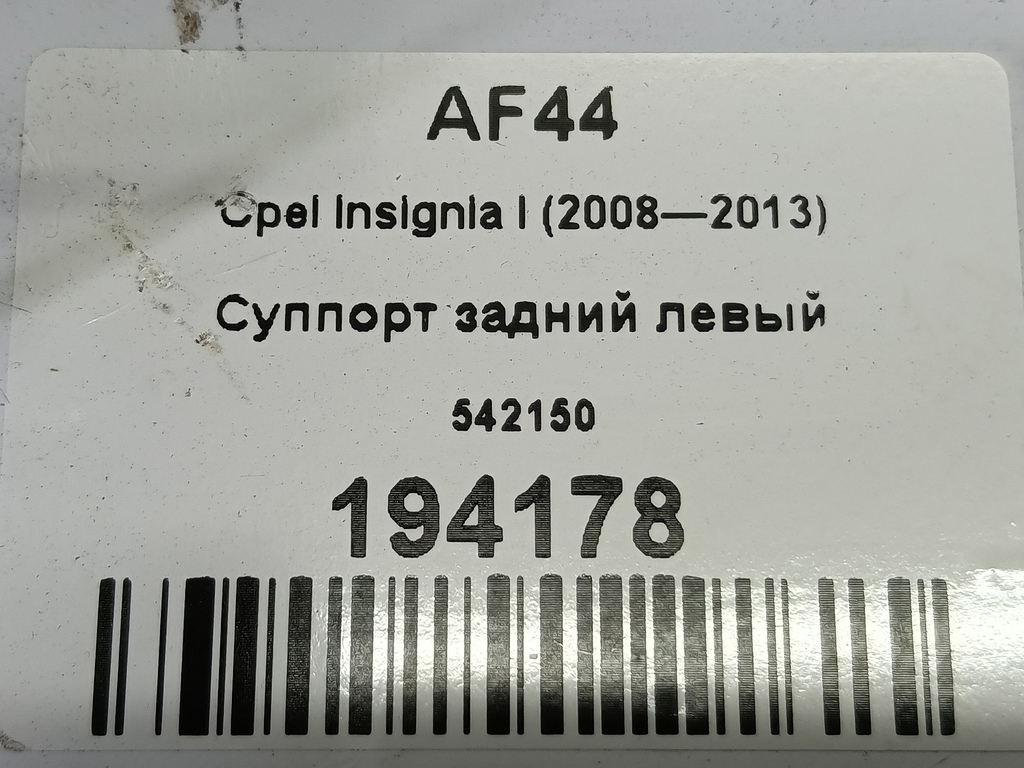 AF44
Opel Insignia I (2008—2013)
Суппорт задний левый
542150
194178